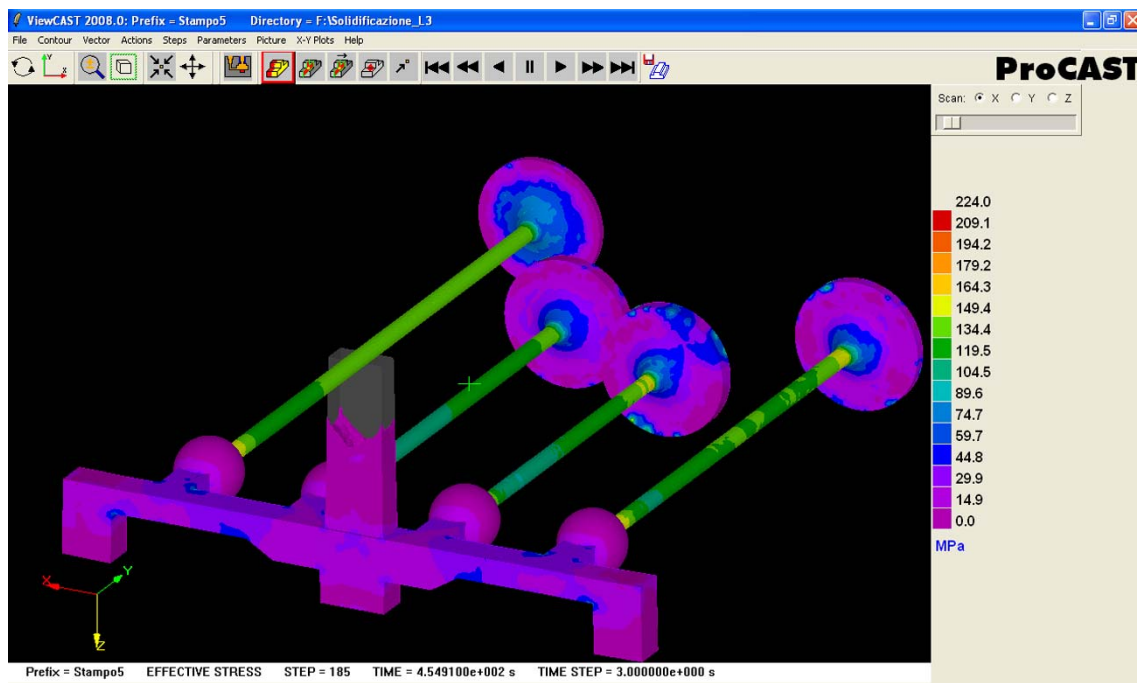 ViewCAST 2008.0: Prefix = Stampo5 Directory = F:\Solidificazione_L3
File Contour Vector Actions Steps Parameters Picture X-Y Plots Help
ProCAST
Scan: X Y Z
224.0
209.1
194.2
179.2
164.3
149.4
134.4
119.5
104.5
89.6
74.7
59.7
44.8
29.9
14.9
0.0
MPa
X
Y
Z
Prefix = Stampo5 EFFECTIVE STRESS STEP = 185 TIME = 4.549100e+002 s TIME STEP = 3.000000e+000 s